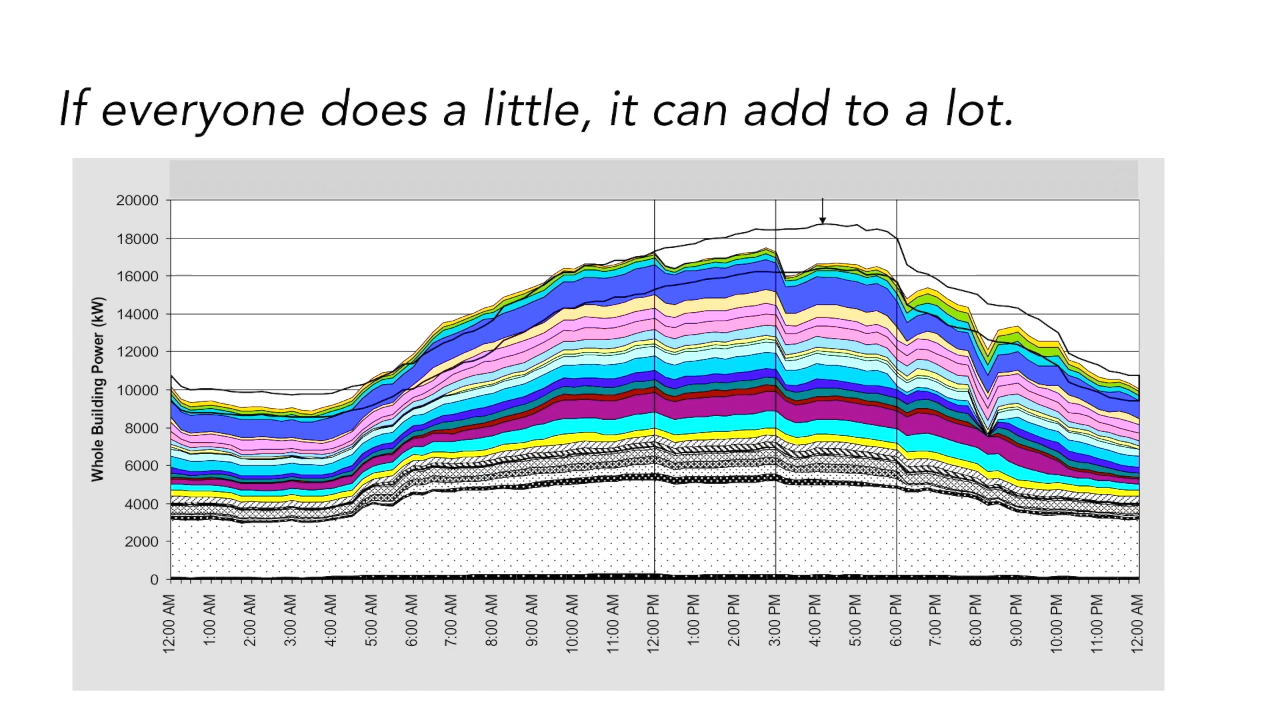 If everyone does a little, it can add to a lot.
Whole Building Power (kW)
20000
18000
16000
14000
12000
10000
8000
6000
4000
2000
0
12:00 AM
1:00 AM
2:00 AM
3:00 AM
4:00 AM
5:00 AM
6:00 AM
7:00 AM
8:00 AM
9:00 AM
10:00 AM
11:00 AM
12:00 PM
1:00 PM
2:00 PM
3:00 PM
4:00 PM
5:00 PM
6:00 PM
7:00 PM
8:00 PM
9:00 PM
10:00 PM
11:00 PM
12:00 AM